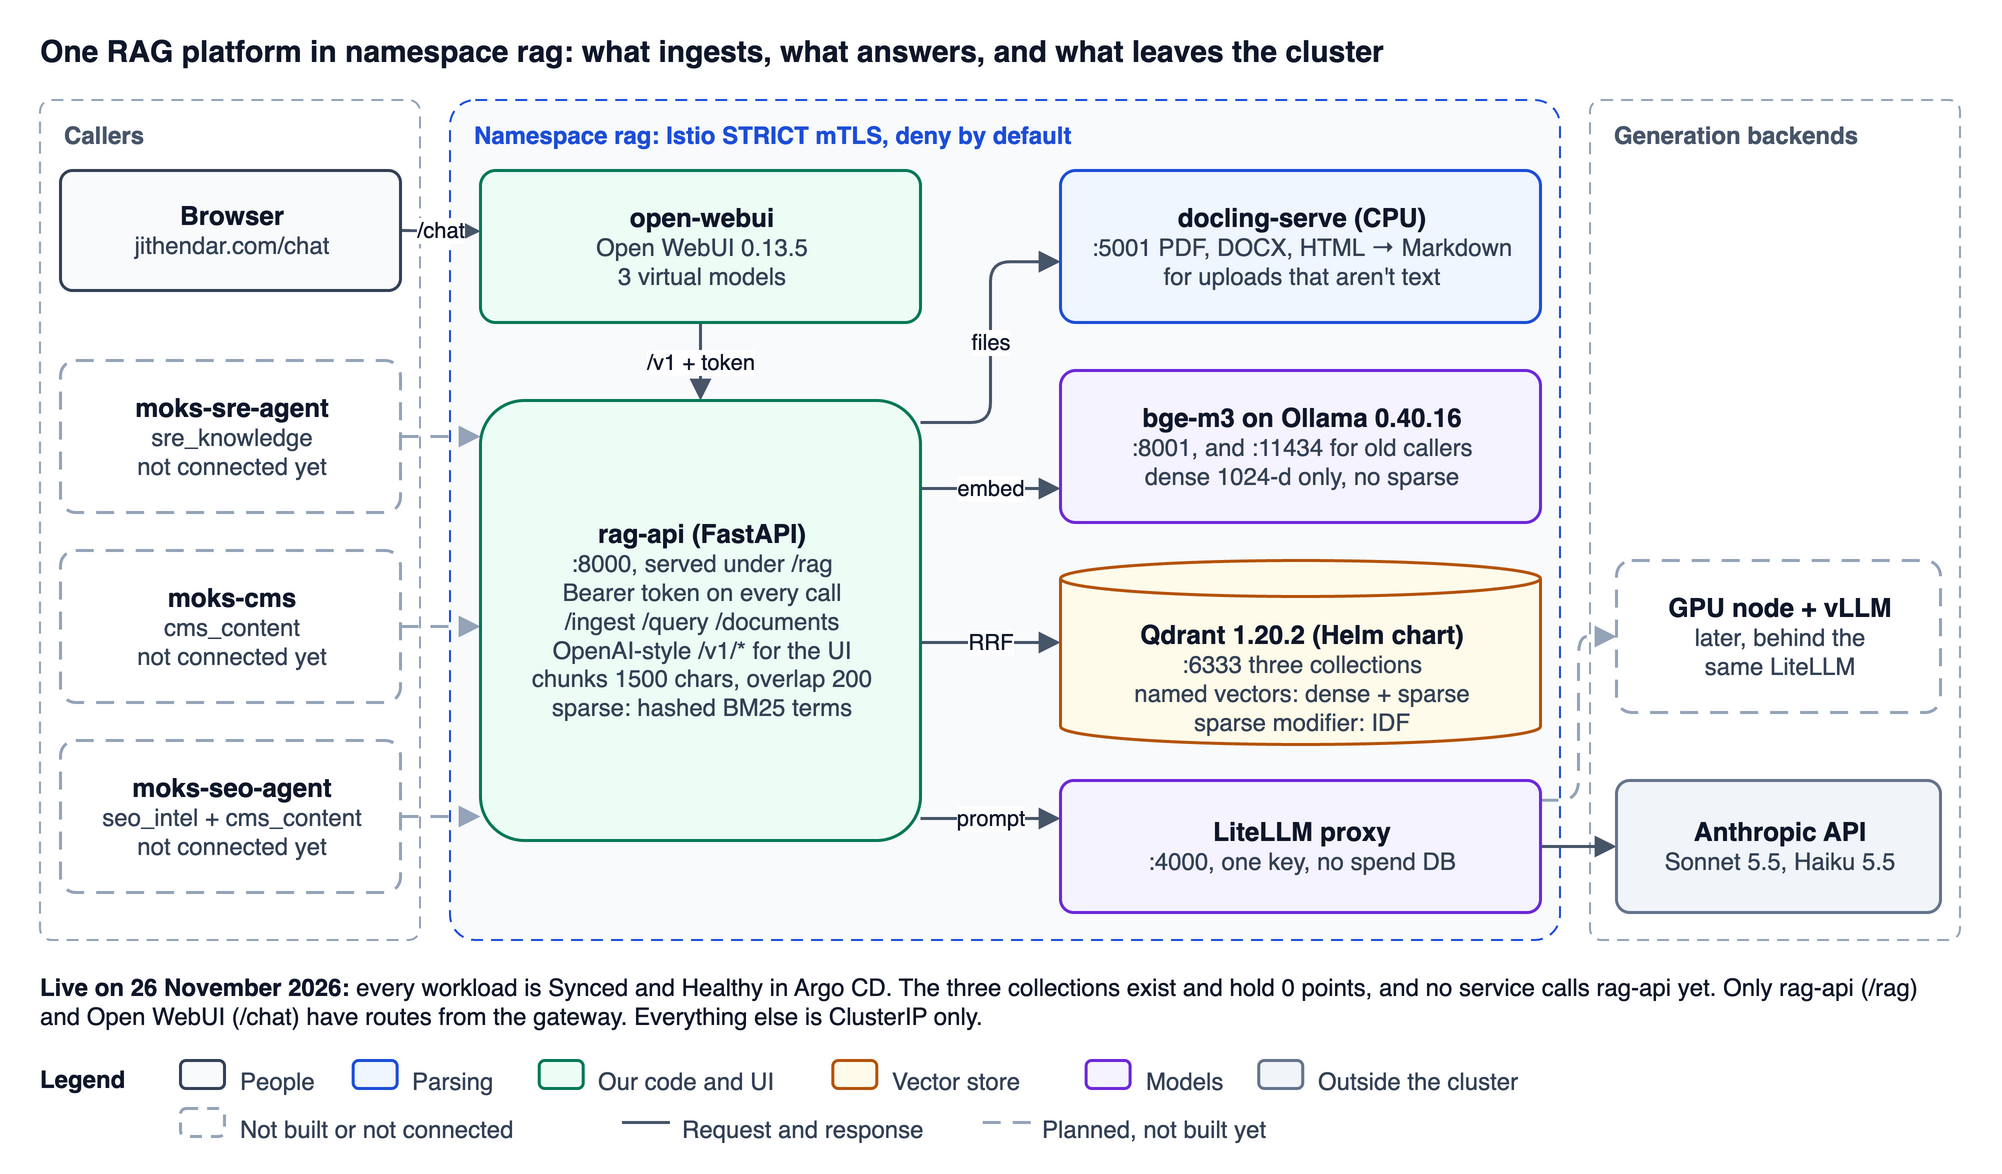 One RAG platform in namespace rag: what ingests, what answers, and what leaves the cluster
Callers
Browser
jithendar.com/chat
moks-sre-agent
sre_knowledge
not connected yet
moks-cms
cms_content
not connected yet
moks-seo-agent
seo_intel + cms_content
not connected yet
/chat
Namespace rag: Istio STRICT mTLS, deny by default
open-webui
Open WebUI 0.13.5
3 virtual models
/v1 + token
rag-api (FastAPI)
:8000, served under /rag
Bearer token on every call
/ingest /query /documents
OpenAI-style /v1/* for the UI
chunks 1500 chars, overlap 200
sparse: hashed BM25 terms
files
embed
RRF
prompt
docling-serve (CPU)
:5001 PDF, DOCX, HTML → Markdown
for uploads that aren't text
bge-m3 on Ollama 0.40.16
:8001, and :11434 for old callers
dense 1024-d only, no sparse
Qdrant 1.20.2 (Helm chart)
:6333 three collections
named vectors: dense + sparse
sparse modifier: IDF
LiteLLM proxy
:4000, one key, no spend DB
Generation backends
GPU node + vLLM
later, behind the
same LiteLLM
Anthropic API
Sonnet 5.5, Haiku 5.5
Live on 26 November 2026: every workload is Synced and Healthy in Argo CD. The three collections exist and hold 0 points, and no service calls rag-api yet. Only rag-api (/rag)
and Open WebUI (/chat) have routes from the gateway. Everything else is ClusterIP only.
Legend
People
Parsing
Our code and UI
Vector store
Models
Outside the cluster
Not built or not connected
Request and response
Planned, not built yet